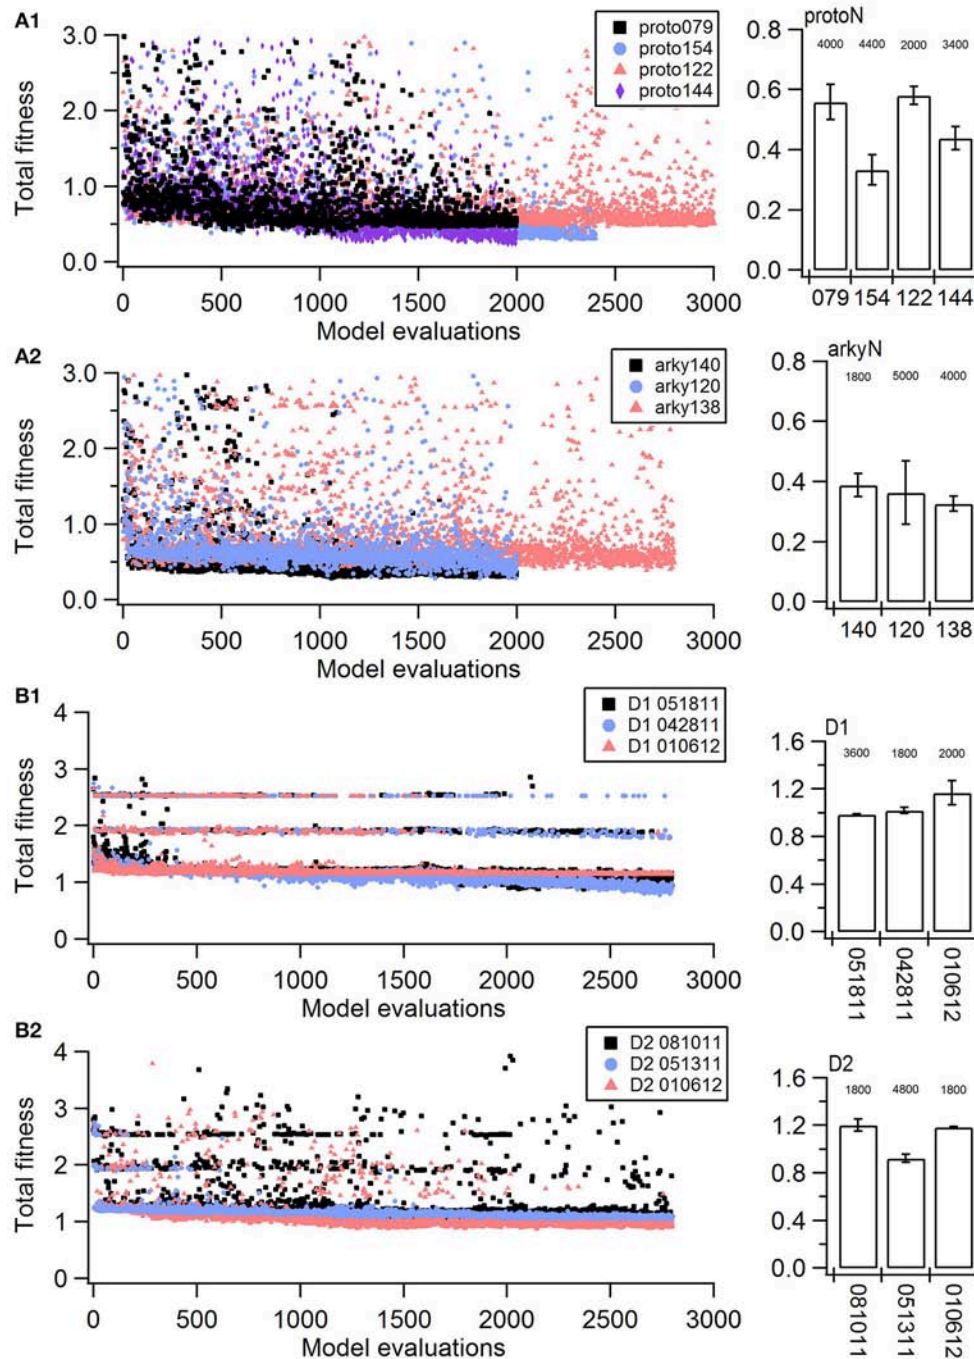 A1
3.0
2.0
1.0
0.0
Total fitness
proto079
proto154
proto122
proto144
0 500 1000 1500 2000 2500 3000
Model evaluations
protoN
0.8
0.6
0.4
0.2
0.0
4000 4400 2000 3400
079 154 122 144
A2
3.0
2.0
1.0
0.0
Total fitness
arky140
arky120
arky138
0 500 1000 1500 2000 2500 3000
Model evaluations
arkyN
0.8
0.6
0.4
0.2
0.0
1800 5000 4000
140 120 138
B1
4
3
2
1
0
Total fitness
D1 051811
D1 042811
D1 010612
0 500 1000 1500 2000 2500 3000
Model evaluations
D1
1.6
1.2
0.8
0.4
0.0
3600 1800 2000
051811
042811
010612
B2
4
3
2
1
0
Total fitness
D2 081011
D2 051311
D2 010612
0 500 1000 1500 2000 2500 3000
Model evaluations
D2
1.6
1.2
0.8
0.4
0.0
1800 4800 1800
081011
051311
010612